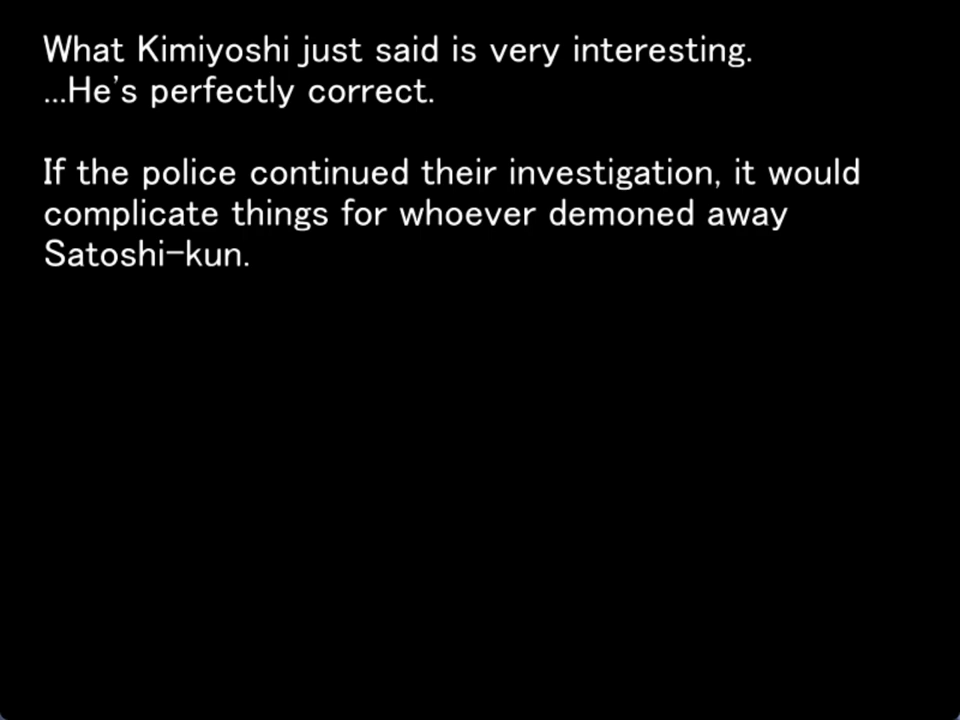 What Kimiyoshi just said is very interesting.
...He's perfectly correct.
If the police continued their investigation, it would
complicate things for whoever demoned away
Satoshi-kun.